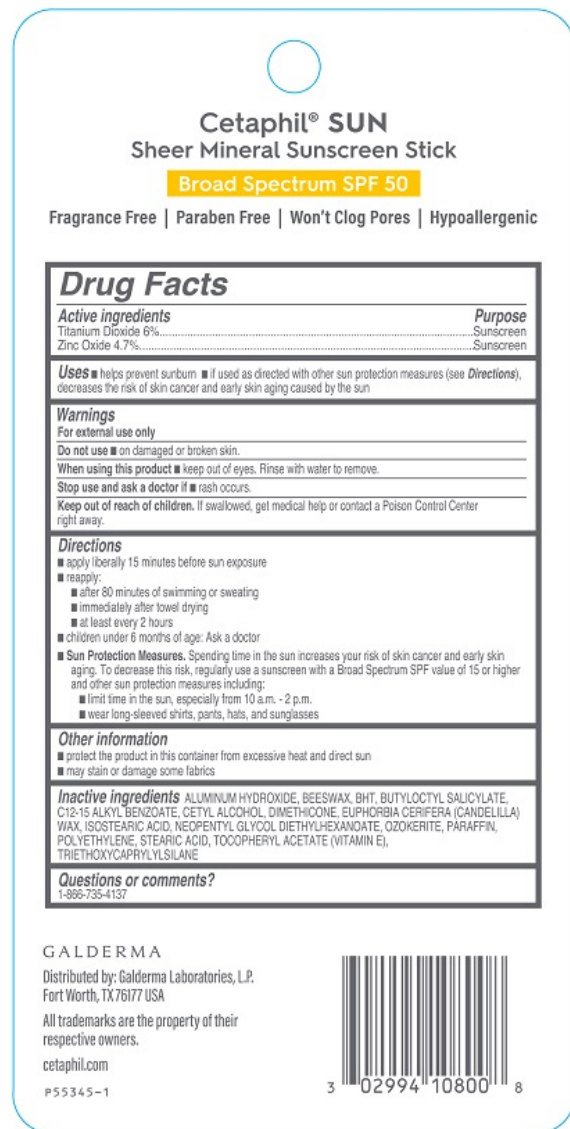 Cetaphil® SUN
Sheer Mineral Sunscreen Stick
Broad Spectrum SPF 50
Fragrance Free | Paraben Free | Won't Clog Pores | Hypoallergenic
Drug Facts
Active ingredients Purpose
Titanium Dioxide 6%..........Sunscreen
Zinc Oxide 4.7%..........Sunscreen
Uses ■ helps prevent sunburn ■ if used as directed with other sun protection measures (see Directions),
decreases the risk of skin cancer and early skin aging caused by the sun
Warnings
For external use only
Do not use ■ on damaged or broken skin.
When using this product ■ keep out of eyes. Rinse with water to remove.
Stop use and ask a doctor if ■ rash occurs.
Keep out of reach of children. If swallowed, get medical help or contact a Poison Control Center
right away.
Directions
■ apply liberally 15 minutes before sun exposure
■ reapply:
■ after 80 minutes of swimming or sweating
■ immediately after towel drying
■ at least every 2 hours
■ children under 6 months of age: Ask a doctor
■ Sun Protection Measures. Spending time in the sun increases your risk of skin cancer and early skin
aging. To decrease this risk, regularly use a sunscreen with a Broad Spectrum SPF value of 15 or higher
and other sun protection measures including:
■ limit time in the sun, especially from 10 a.m. - 2 p.m.
■ wear long-sleeved shirts, pants, hats, and sunglasses
Other information
■ protect the product in this container from excessive heat and direct sun
■ may stain or damage some fabrics
Inactive ingredients ALUMINUM HYDROXIDE, BEESWAX, BHT, BUTYLOCTYL SALICYLATE,
C12-15 ALKYL BENZOATE, CETYL ALCOHOL, DIMETHICONE, EUPHORBIA CERIFERA (CANDELILLA)
WAX, ISOSTEARIC ACID, NEOPENTYL GLYCOL DIETHYLHEXANOATE, OZOKERITE, PARAFFIN,
POLYETHYLENE, STEARIC ACID, TOCOPHERYL ACETATE (VITAMIN E),
TRIETHOXYCAPRYLYLSILANE
Questions or comments?
1-866-735-4137
GALDERMA
Distributed by: Galderma Laboratories, L.P.
Fort Worth, TX 76177 USA
All trademarks are the property of their
respective owners.
cetaphil.com
P55345-1
3 02994 10800 8